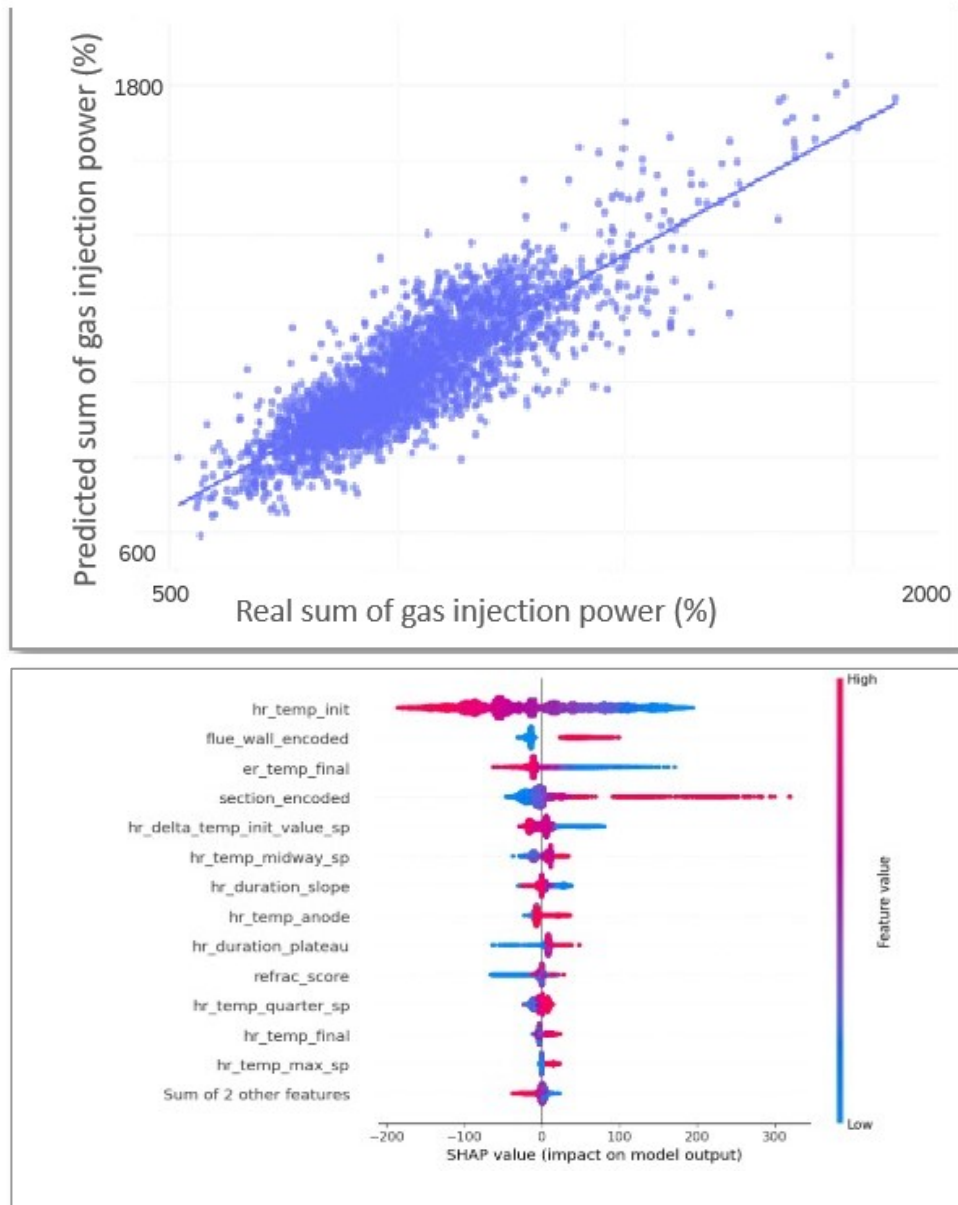 Predicted sum of gas injection power (%)
1800
600
500
2000
Real sum of gas injection power (%)
High
hr_temp_init
flue_wall_encoded
er_temp_final
section_encoded
hr_delta_temp_init_value_sp
hr_temp_midway_sp
hr_duration_slope
hr_temp_anode
hr_duration_plateau
refrac_score
hr_temp_quarter_sp
hr_temp_final
hr_temp_max_sp
Sum of 2 other features
Feature value
Low
−200
−100
0
100
200
300
SHAP value (impact on model output)